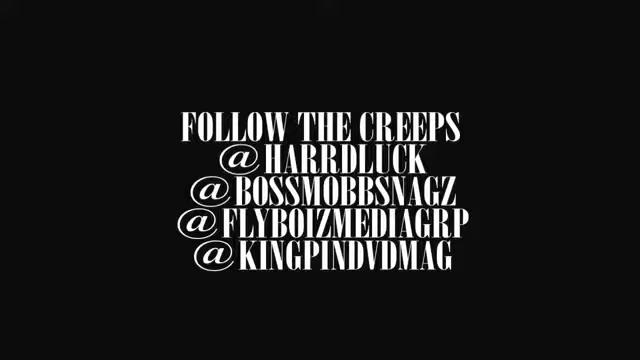 FOLLOW THE CREEPS
@HARRDLUCK
@BOSSMOBBSNAGZ
@FLYBOIZMEDIAGRP
@KINGPINDVDMAG